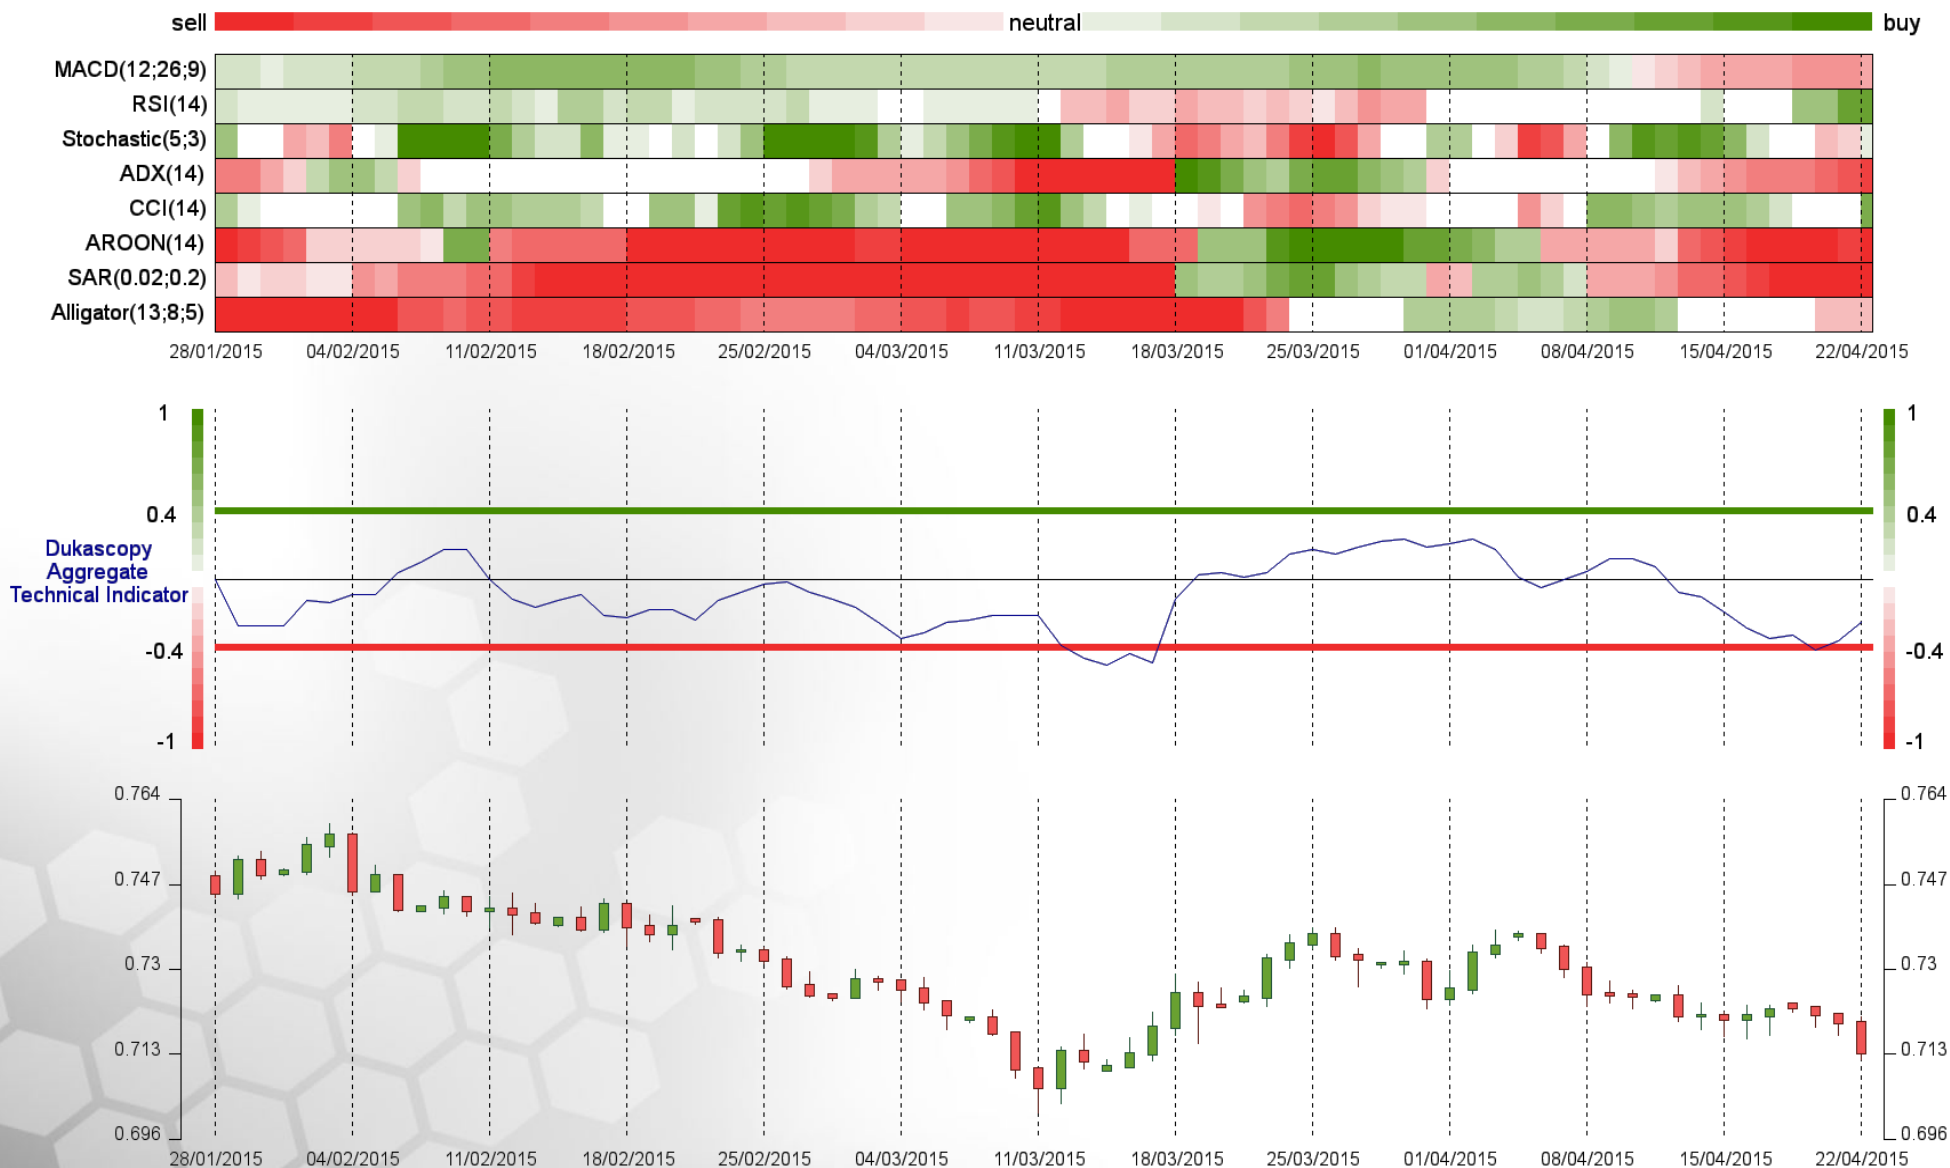 sell neutral buy
MACD(12;26;9)
RSI(14)
Stochastic(5;3)
ADX(14)
CCI(14)
AROON(14)
SAR(0.02;0.2)
Alligator(13;8;5)
28/01/2015 04/02/2015 11/02/2015 18/02/2015 25/02/2015 04/03/2015 11/03/2015 18/03/2015 25/03/2015 01/04/2015 08/04/2015 15/04/2015 22/04/2015
1 1
0.4 0.4
Dukascopy
Aggregate
Technical Indicator
-0.4 -0.4
-1 -1
0.764 0.764
0.747 0.747
0.73 0.73
0.713 0.713
0.696 0.696
28/01/2015 04/02/2015 11/02/2015 18/02/2015 25/02/2015 04/03/2015 11/03/2015 18/03/2015 25/03/2015 01/04/2015 08/04/2015 15/04/2015 22/04/2015